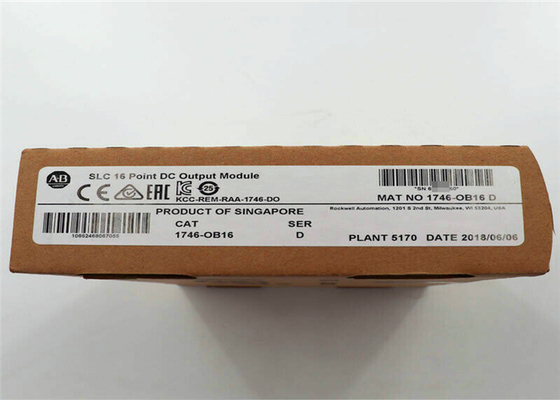 AB
SLC 16 Point DC Output Module
CE EAC
25
KCC-REM-RAA-1746-DO
MAT NO 1746-OB16 D
PRODUCT OF SINGAPORE
Rockwell Automation, 1201 S 2nd St, Milwaukee, WI 53204, USA
CAT SER
1746-OB16 D
PLANT 5170 DATE 2018/06/06